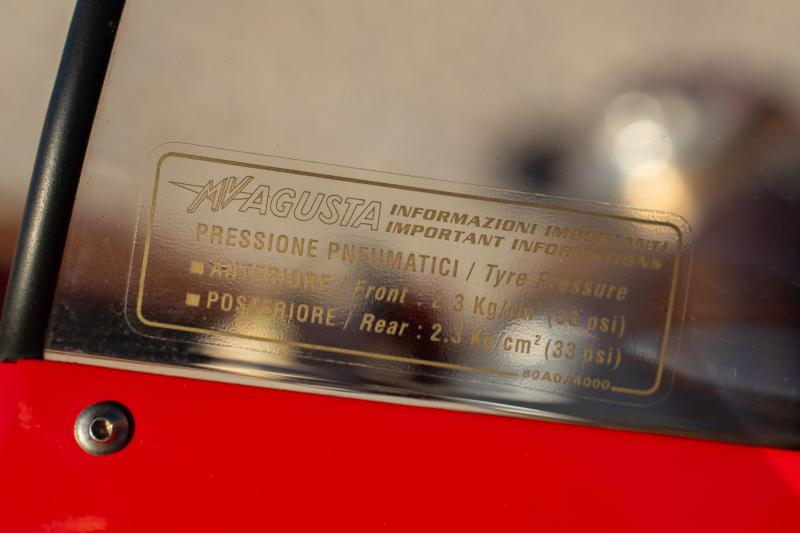 MV AGUSTA INFORMAZIONI IMPORTANTI
IMPORTANT INFORMATIONS
PRESSIONE PNEUMATICI / Tyre Pressure
■ ANTERIORE / Front : 2.3 Kg/cm² (33 psi)
■ POSTERIORE / Rear : 2.3 Kg/cm² (33 psi)
80A0A4000